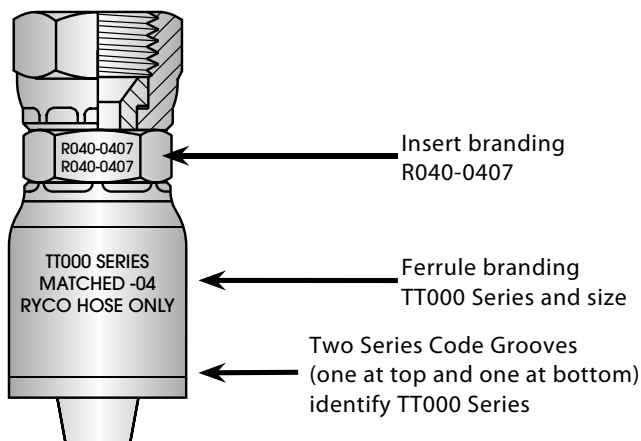 R040-0407
R040-0407
Insert branding
R040-0407
TT000 SERIES
MATCHED -04
RYCO HOSE ONLY
Ferrule branding
TT000 Series and size
Two Series Code Grooves
(one at top and one at bottom)
identify TT000 Series